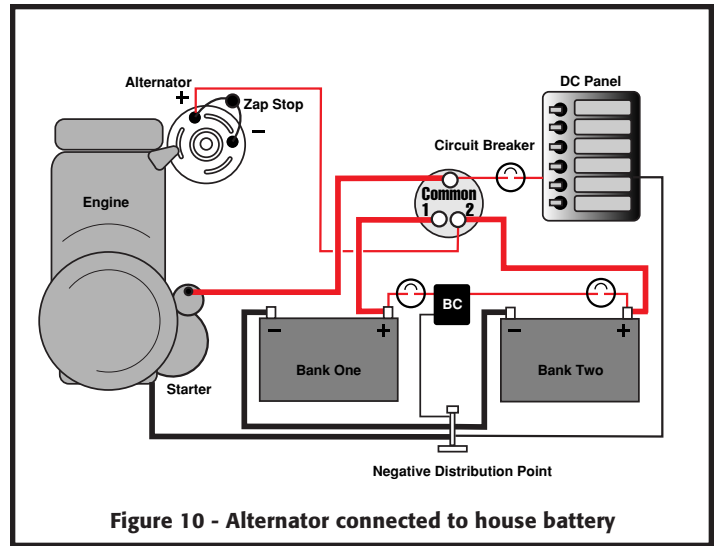 DC Panel
Alternator
+
Zap Stop
−
Circuit Breaker
Engine
Common
1 2
BC
− +
− +
Bank One
Bank Two
Starter
Negative Distribution Point
Figure 10 - Alternator connected to house battery